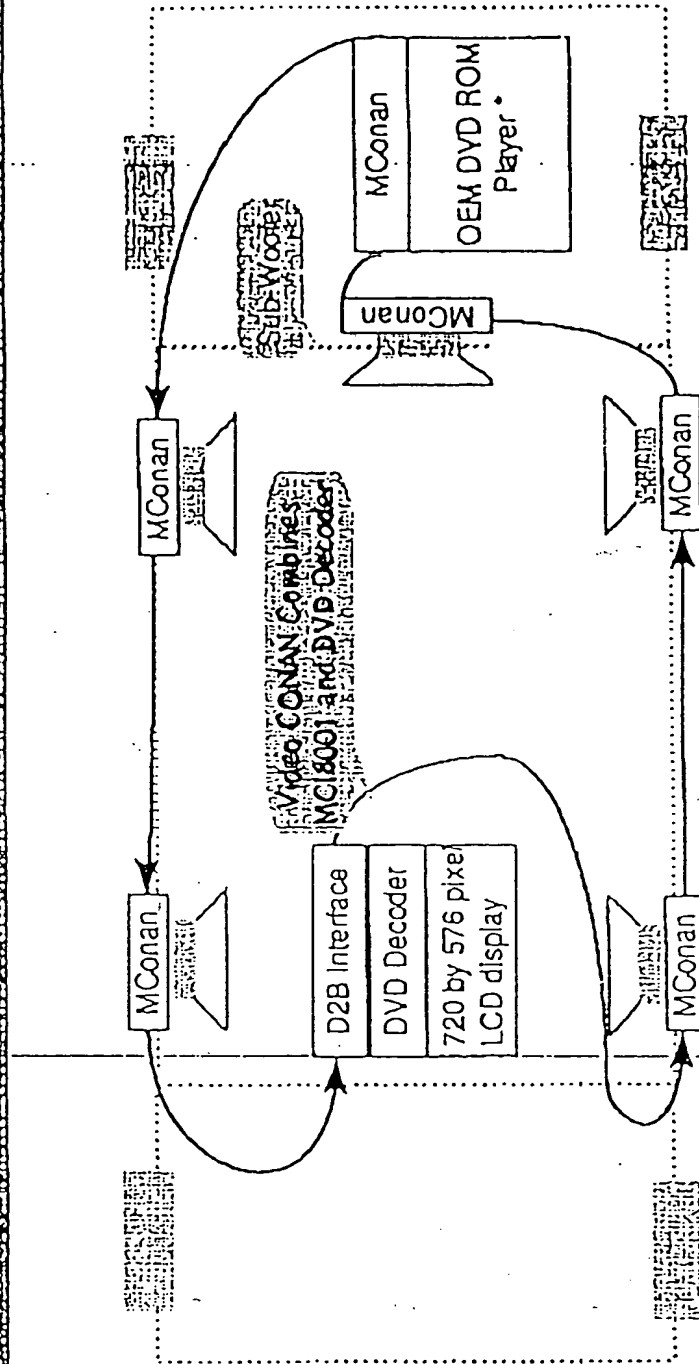 MConan
MConan
Sub Woofer
Video CONAN Combines
MC18001 and DVD Decoder
D2B Interface
DVD Decoder
720 by 576 pixel
LCD display
MConan
MConan
OEM DVD ROM
Player *
MConan
MConan